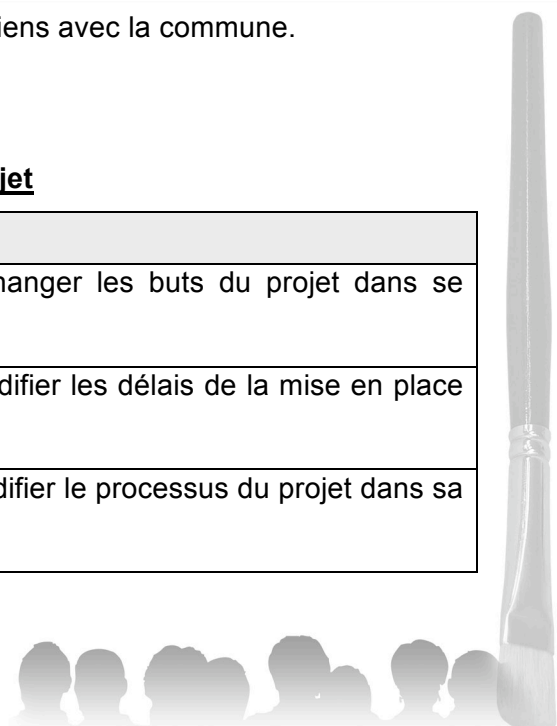 iens avec la commune.
jet
hanger les buts du projet dans se
difier les délais de la mise en place
difier le processus du projet dans sa